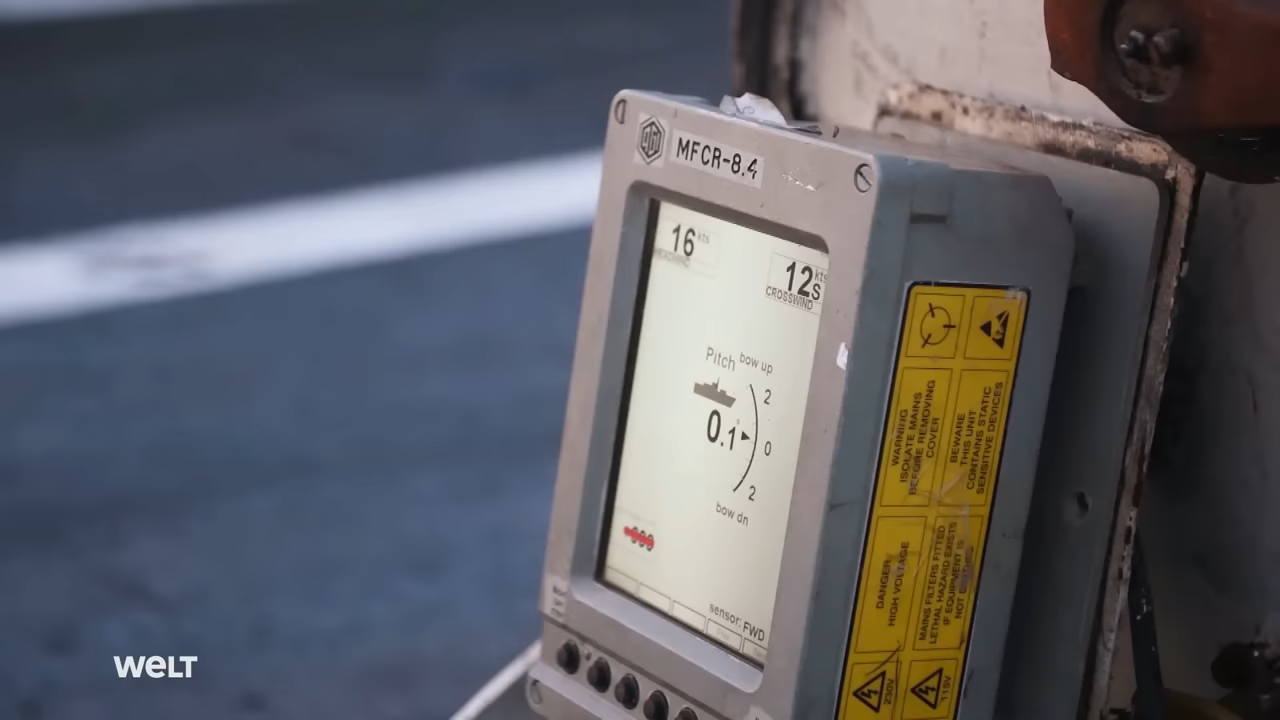 MFCR-8.4
16 kts
12 kts
S
CROSSWIND
Pitch bow up
2
0.1
0
2
bow dn
sensor: FWD
WARNING
ISOLATE MAINS
BEFORE REMOVING
COVER
BEWARE
THIS UNIT
CONTAINS STATIC
SENSITIVE DEVICES
DANGER
HIGH VOLTAGE
MAINS FILTERS FITTED
LETHAL HAZARD EXISTS
IF EQUIPMENT IS
NOT
230V
115V
WELT